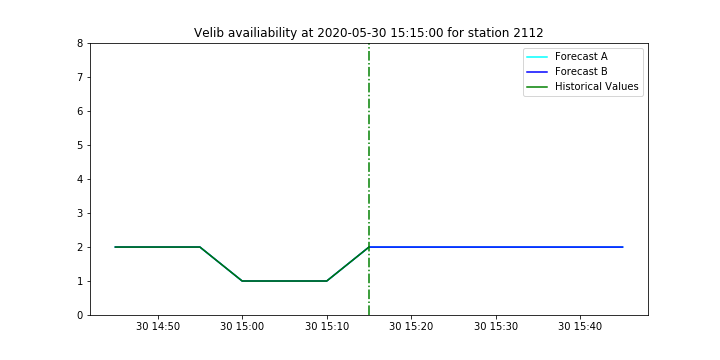 Velib availiability at 2020-05-30 15:15:00 for station 2112
8
7
6
5
4
3
2
1
0
Forecast A
Forecast B
Historical Values
30 14:50 30 15:00 30 15:10 30 15:20 30 15:30 30 15:40